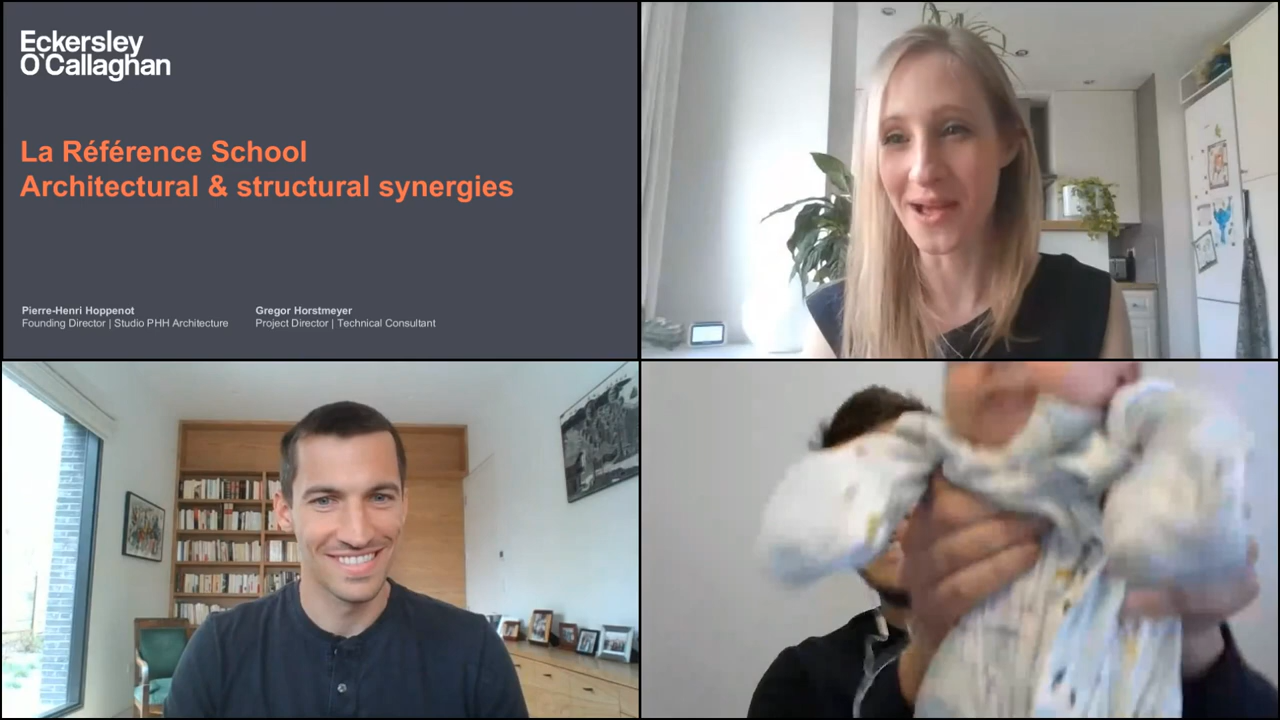 Eckersley
O'Callaghan
La Référence School
Architectural & structural synergies
Pierre-Henri Hoppenot
Founding Director | Studio PHH Architecture
Gregor Horstmeyer
Project Director | Technical Consultant